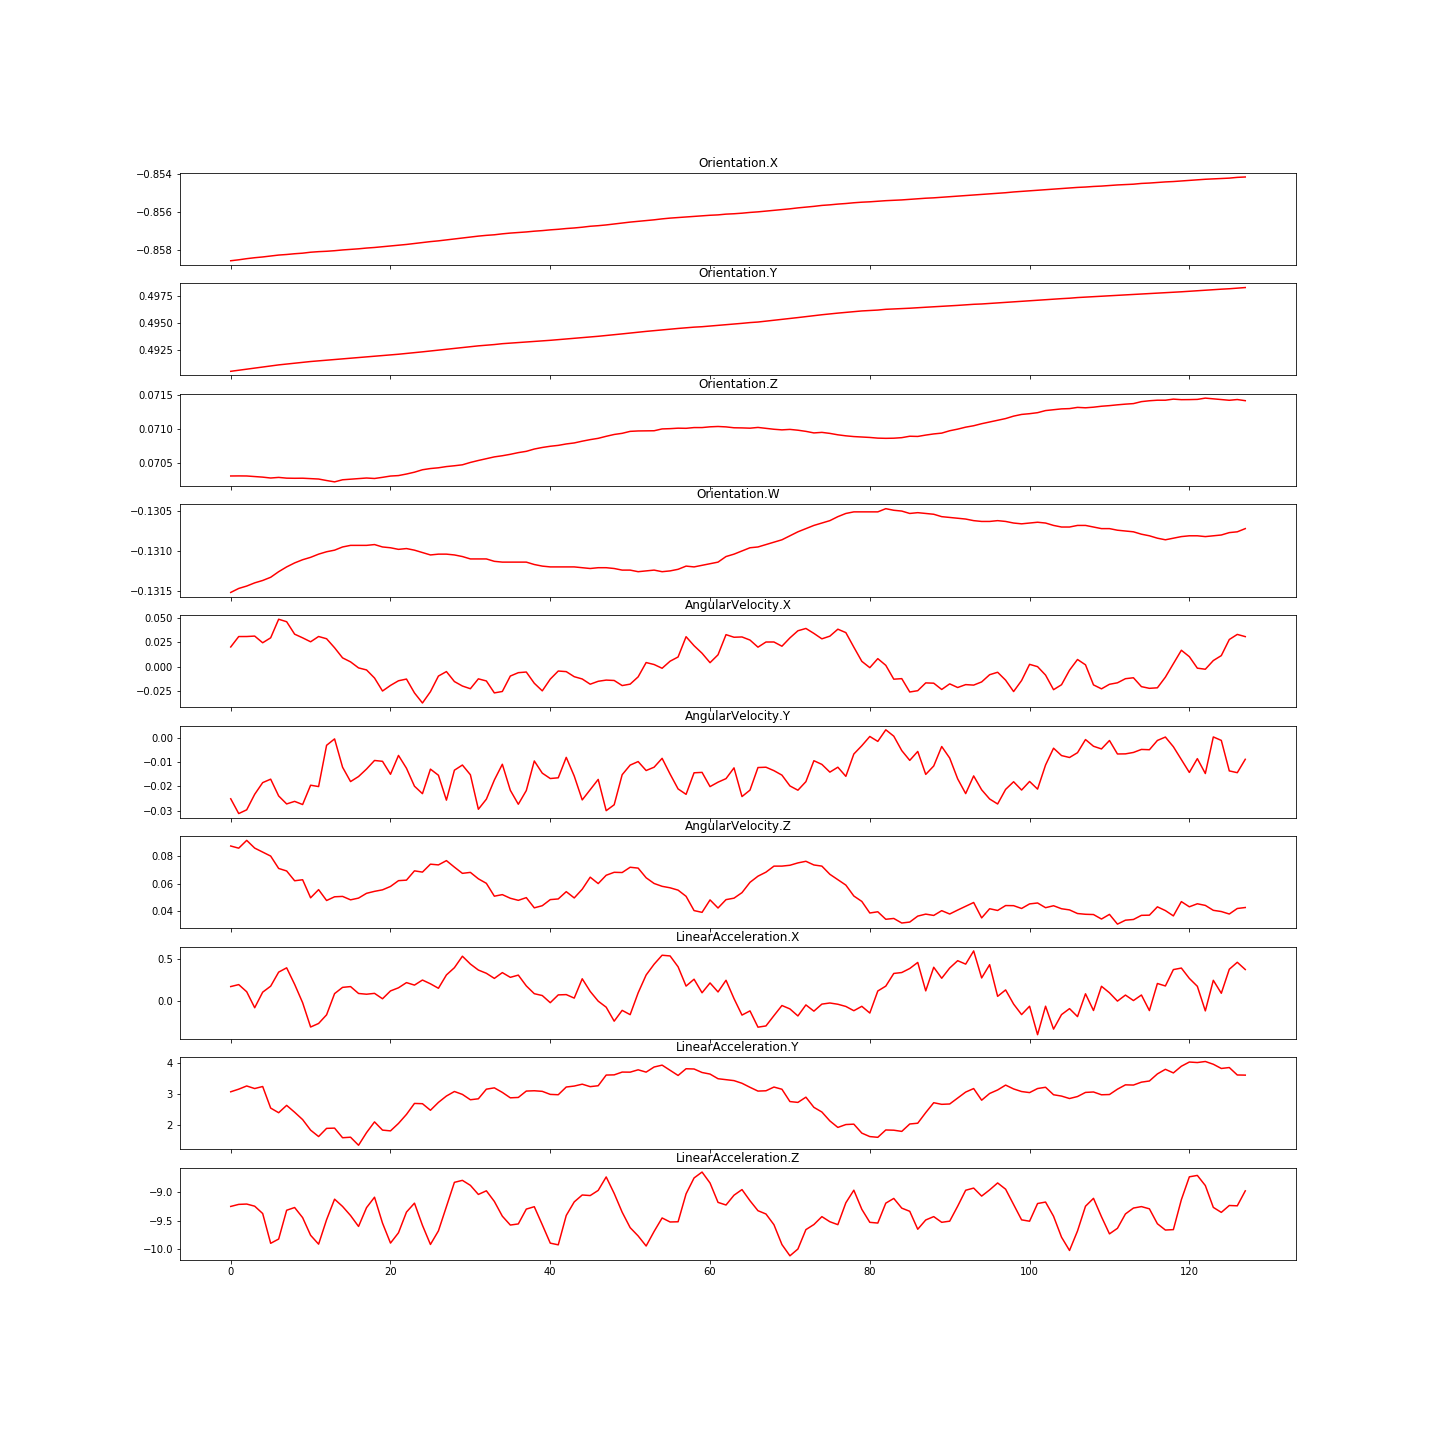 Orientation.X
−0.854
−0.856
−0.858
Orientation.Y
0.4975
0.4950
0.4925
Orientation.Z
0.0715
0.0710
0.0705
Orientation.W
−0.1305
−0.1310
−0.1315
AngularVelocity.X
0.050
0.025
0.000
−0.025
AngularVelocity.Y
0.00
−0.01
−0.02
−0.03
AngularVelocity.Z
0.08
0.06
0.04
LinearAcceleration.X
0.5
0.0
LinearAcceleration.Y
4
3
2
LinearAcceleration.Z
−9.0
−9.5
−10.0
0 20 40 60 80 100 120